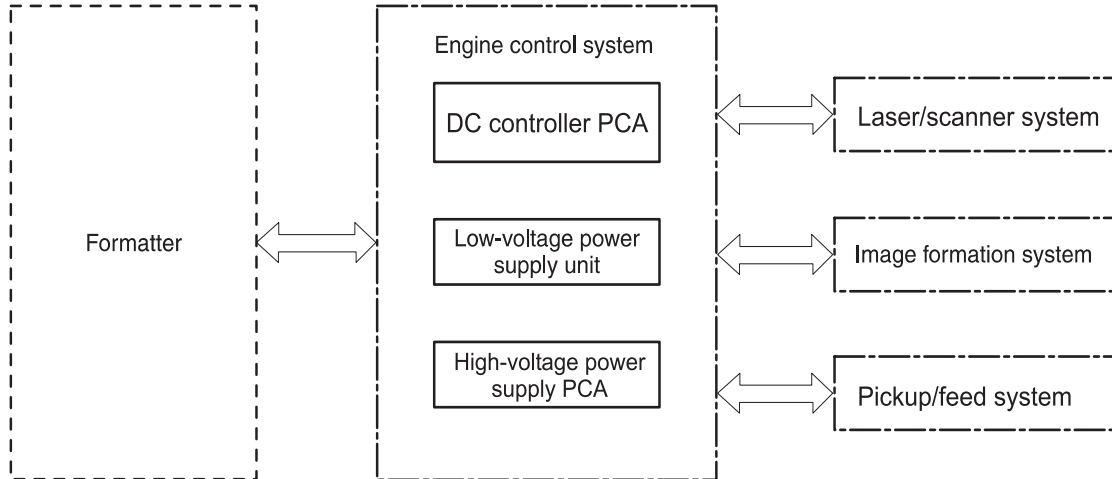 Formatter
Engine control system
DC controller PCA
Low-voltage power
supply unit
High-voltage power
supply PCA
Laser/scanner system
Image formation system
Pickup/feed system